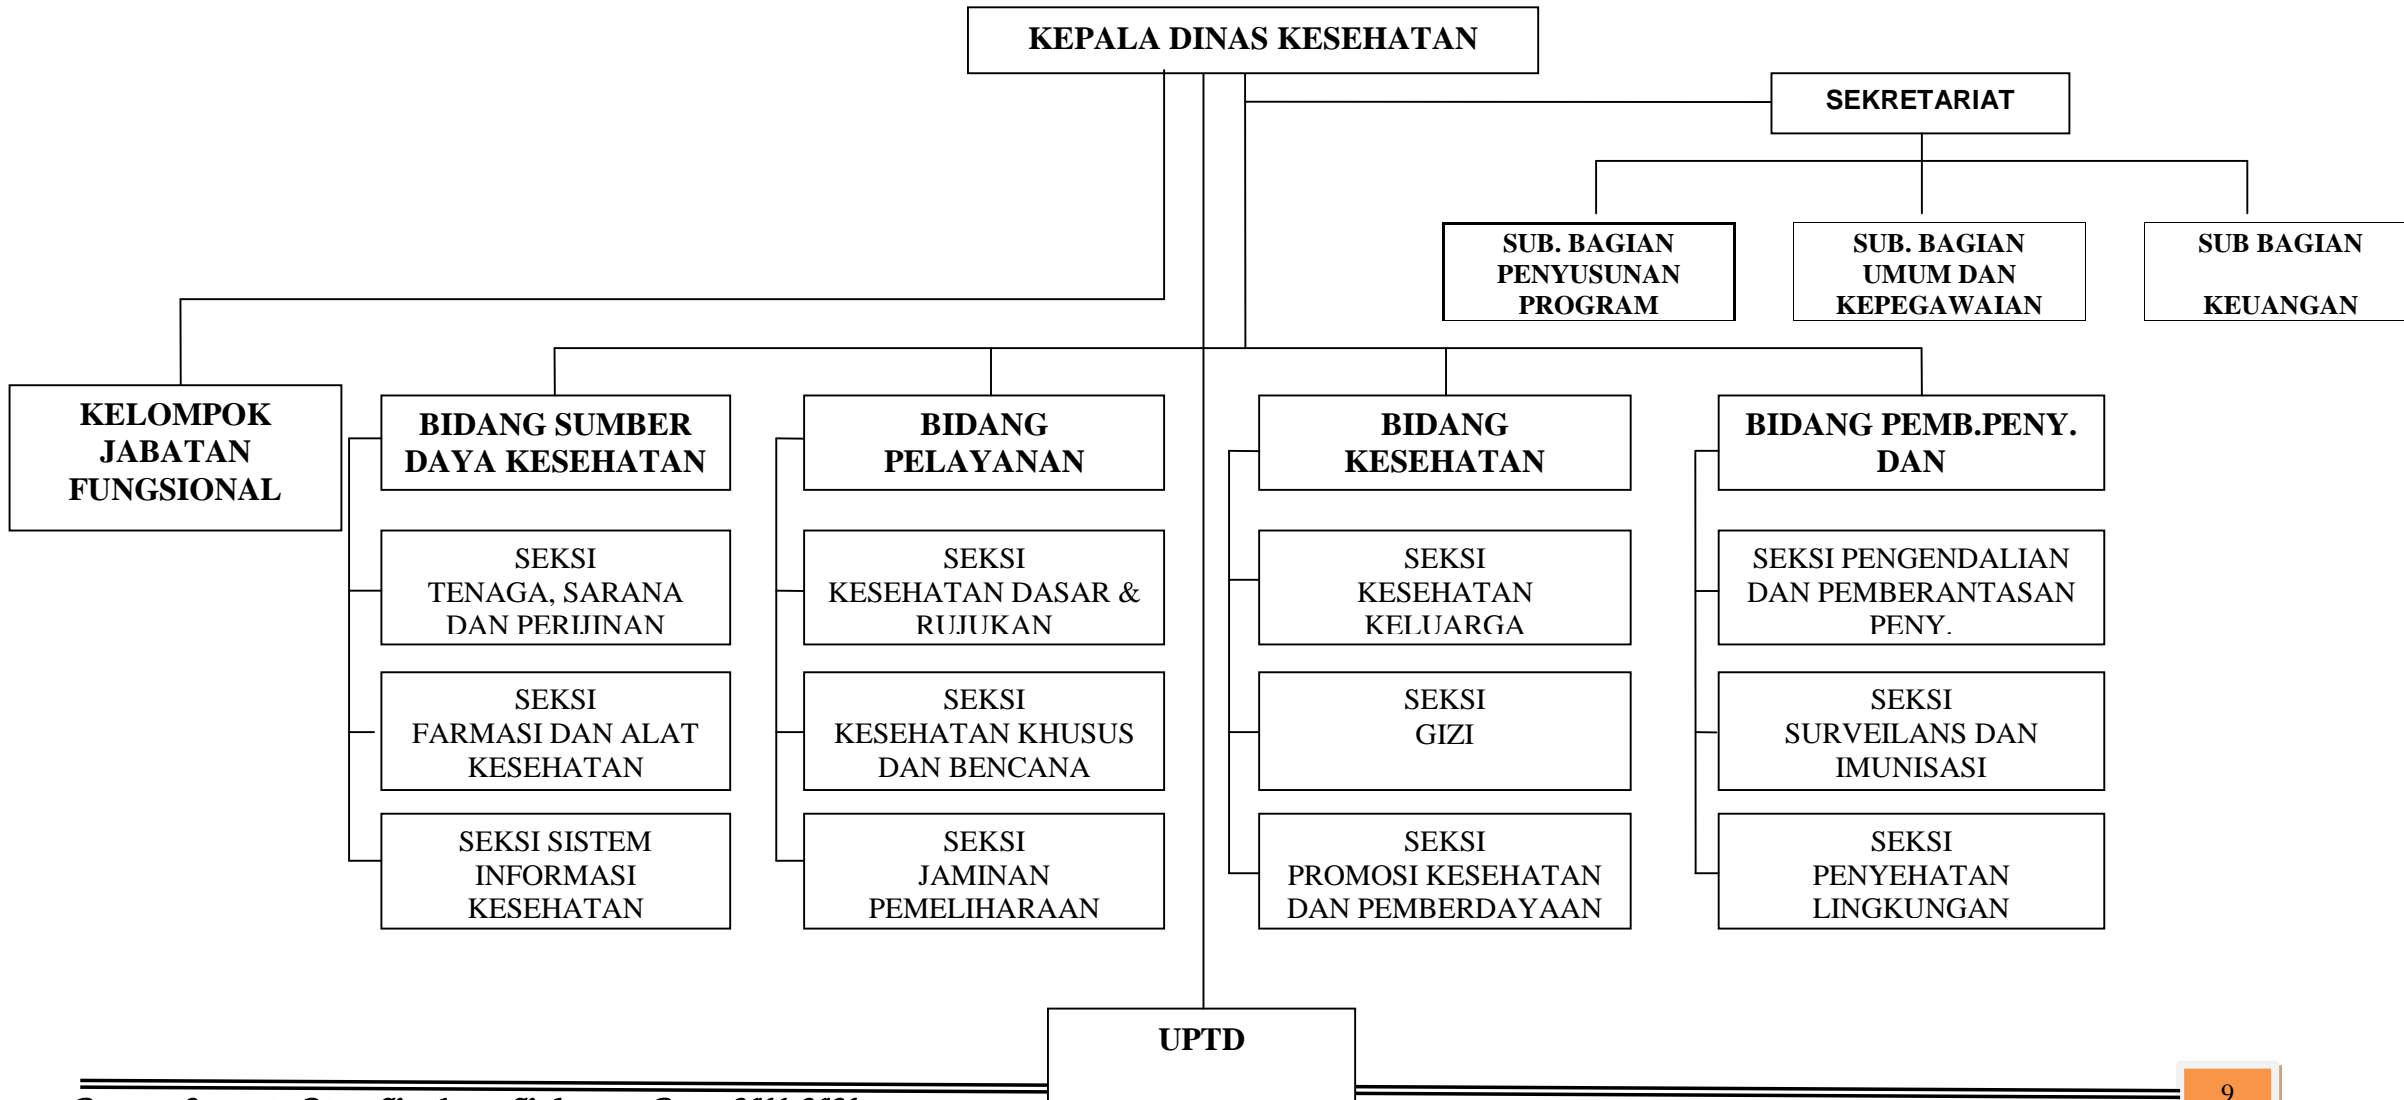 KEPALA DINAS KESEHATAN
SEKRETARIAT
SUB. BAGIAN
PENYUSUNAN
PROGRAM
SUB. BAGIAN
UMUM DAN
KEPEGAWAIAN
SUB BAGIAN
KEUANGAN
KELOMPOK
JABATAN
FUNGSIONAL
BIDANG SUMBER
DAYA KESEHATAN
BIDANG
PELAYANAN
BIDANG
KESEHATAN
BIDANG PEMB.PENY.
DAN
SEKSI
TENAGA, SARANA
DAN PERIJINAN
SEKSI
KESEHATAN DASAR &
RUJUKAN
SEKSI
KESEHATAN
KELUARGA
SEKSI PENGENDALIAN
DAN PEMBERANTASAN
PENY.
SEKSI
FARMASI DAN ALAT
KESEHATAN
SEKSI
KESEHATAN KHUSUS
DAN BENCANA
SEKSI
GIZI
SEKSI
SURVEILANS DAN
IMUNISASI
SEKSI SISTEM
INFORMASI
KESEHATAN
SEKSI
JAMINAN
PEMELIHARAAN
SEKSI
PROMOSI KESEHATAN
DAN PEMBERDAYAAN
SEKSI
PENYEHATAN
LINGKUNGAN
UPTD
9